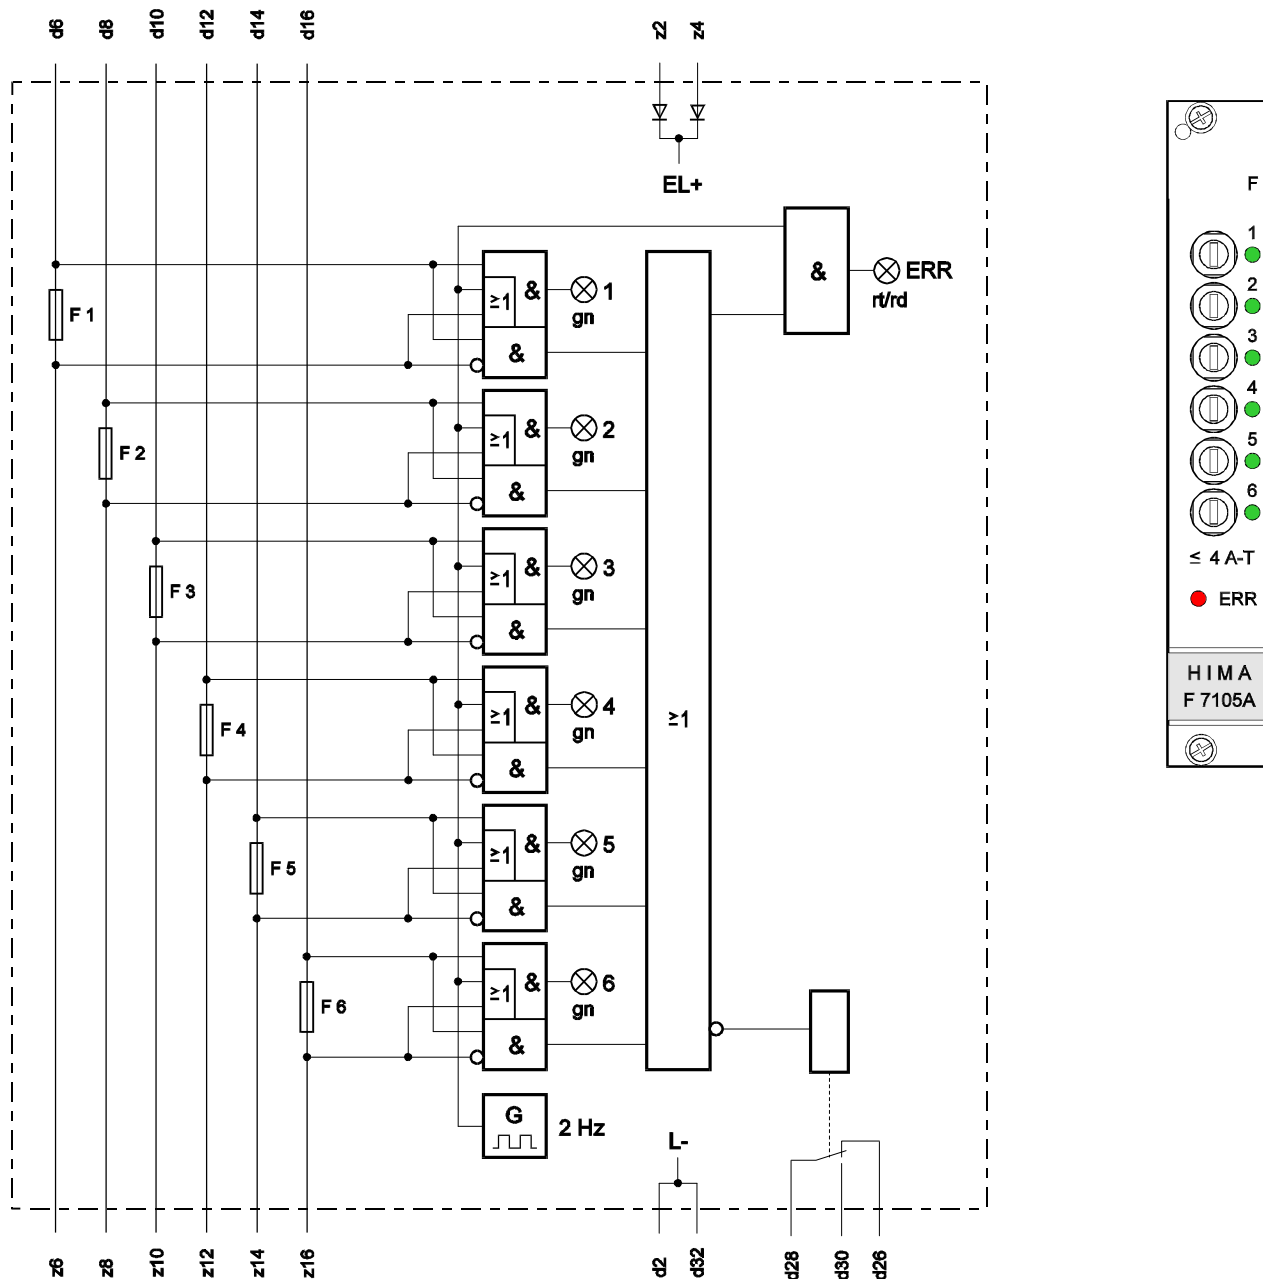 d6 d8 d10 d12 d14 d16 z2 z4
EL+
& ERR
rt/rd
F 1
≥1 & 1
gn
&
F 2
≥1 & 2
gn
&
F 3
≥1 & 3
gn
&
F 4
≥1 & 4
gn
&
F 5
≥1 & 5
gn
&
F 6
≥1 & 6
gn
&
≥1
G
2 Hz
L-
z6 z8 z10 z12 z14 z16 d2 d32 d28 d30 d26
F
1
2
3
4
5
6
≤ 4 A-T
ERR
HIMA
F 7105A